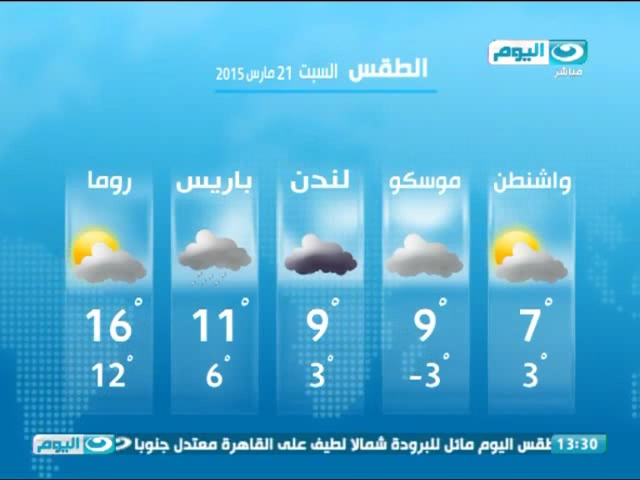 اليوم
مباشر
الطقس السبت 21 مارس 2015
واشنطن
7°
3°
موسكو
9°
-3°
لندن
9°
3°
باريس
11°
6°
روما
16°
12°
13:30
طقس اليوم مائل للبرودة شمالا لطيف على القاهرة معتدل جنوبا
اليوم